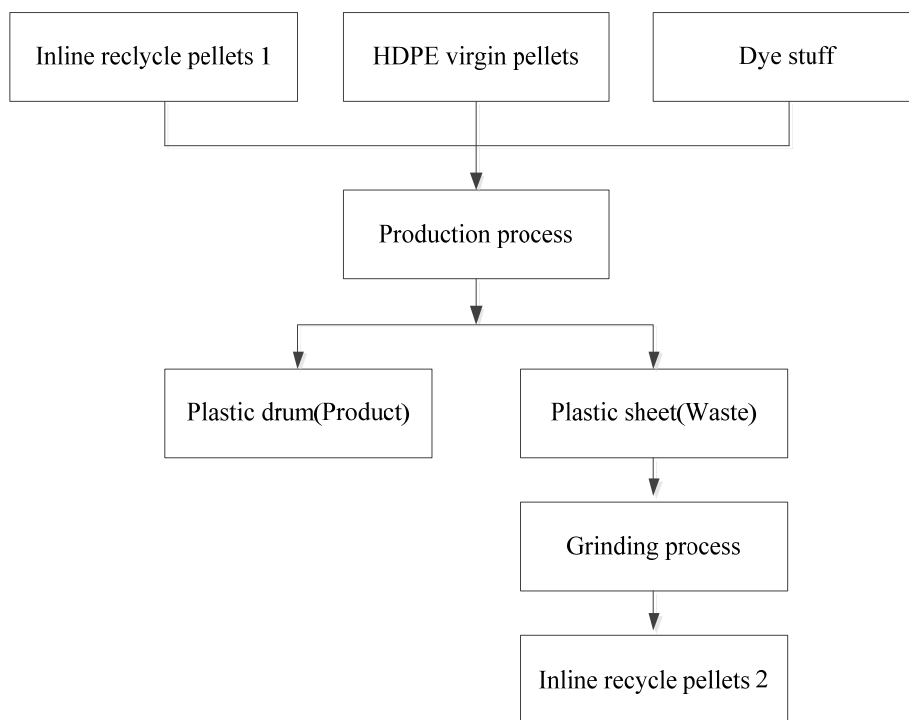 Inline reclycle pellets 1
HDPE virgin pellets
Dye stuff
Production process
Plastic drum(Product)
Plastic sheet(Waste)
Grinding process
Inline recycle pellets 2